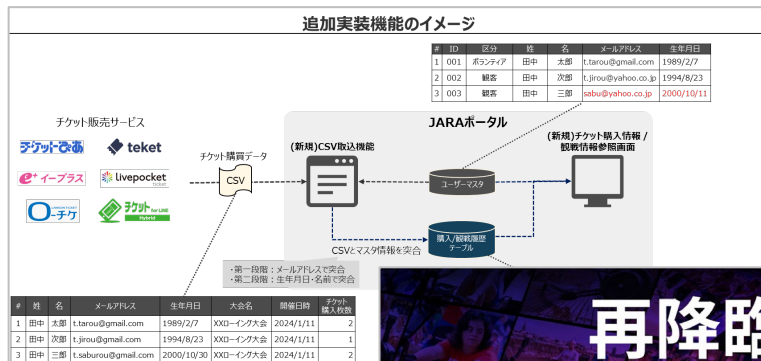 追加実装機能のイメージ
# ID 区分 姓 名 メールアドレス 生年月日
1 001 ボランティア 田中 太郎 t.tarou@gmail.com 1989/2/7
2 002 観客 田中 次郎 t.jirou@yahoo.co.jp 1994/8/23
3 003 観客 田中 三郎 sabu@yahoo.co.jp 2000/10/11
チケット販売サービス
チケットぴあ
teket
e+ イープラス
livepocket
ticket
LAWSON TICKET
ローチケ
チケット for LINE
Hybrid
チケット購買データ
CSV
JARAポータル
(新規)CSV取込機能
ユーザーマスタ
(新規)チケット購入情報 /
観戦情報参照画面
購入/観戦履歴
テーブル
CSVとマスタ情報を突合
・第一段階：メールアドレスで突合
・第二段階：生年月日・名前で突合
# 姓 名 メールアドレス 生年月日 大会名 開催日時 チケット
購入枚数
1 田中 太郎 t.tarou@gmail.com 1989/2/7 XXローイング大会 2024/1/11 2
2 田中 次郎 t.jirou@gmail.com 1994/8/23 XXローイング大会 2024/1/11 1
3 田中 三郎 t.saburou@gmail.com 2000/10/30 XXローイング大会 2024/1/11 2
再降臨